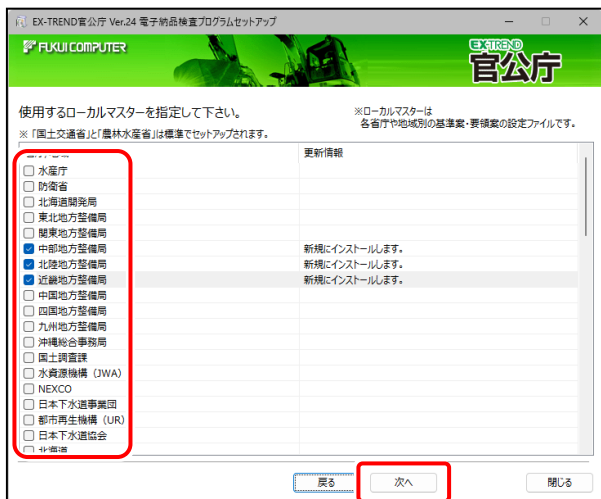 EX-TREND官公庁 Ver.24 電子納品検査プログラムセットアップ
FUKUI COMPUTER
EX-TREND
官公庁
使用するローカルマスターを指定して下さい。
※「国土交通省」と「農林水産省」は標準でセットアップされます。
※ローカルマスターは
各省庁や地域別の基準案・要領案の設定ファイルです。
更新情報
水産庁
防衛省
北海道開発局
東北地方整備局
関東地方整備局
中部地方整備局 新規にインストールします。
北陸地方整備局 新規にインストールします。
近畿地方整備局 新規にインストールします。
中国地方整備局
四国地方整備局
九州地方整備局
沖縄総合事務局
国土調査課
水資源機構（JWA）
NEXCO
日本下水道事業団
都市再生機構（UR）
日本下水道協会
北海道
戻る 次へ 閉じる